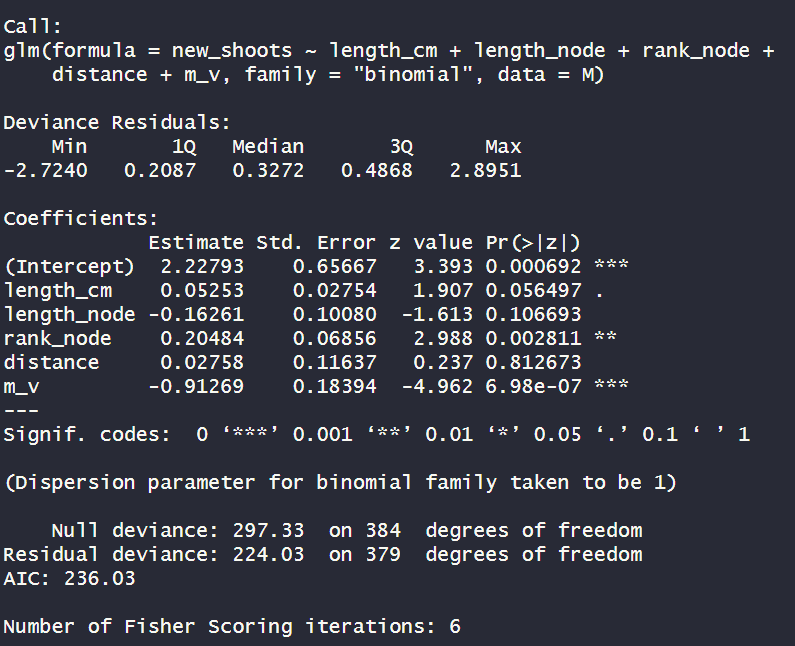 Call:
glm(formula = new_shoots ~ length_cm + length_node + rank_node +
    distance + m_v, family = "binomial", data = M)

Deviance Residuals:
    Min       1Q   Median       3Q      Max
-2.7240   0.2087   0.3272   0.4868   2.8951

Coefficients:
            Estimate Std. Error z value Pr(>|z|)
(Intercept)  2.22793    0.65667   3.393 0.000692 ***
length_cm    0.05253    0.02754   1.907 0.056497 .
length_node -0.16261    0.10080  -1.613 0.106693
rank_node    0.20484    0.06856   2.988 0.002811 **
distance     0.02758    0.11637   0.237 0.812673
m_v         -0.91269    0.18394  -4.962 6.98e-07 ***
---
Signif. codes:  0 ‘***’ 0.001 ‘**’ 0.01 ‘*’ 0.05 ‘.’ 0.1 ‘ ’ 1

(Dispersion parameter for binomial family taken to be 1)

    Null deviance: 297.33  on 384  degrees of freedom
Residual deviance: 224.03  on 379  degrees of freedom
AIC: 236.03

Number of Fisher Scoring iterations: 6